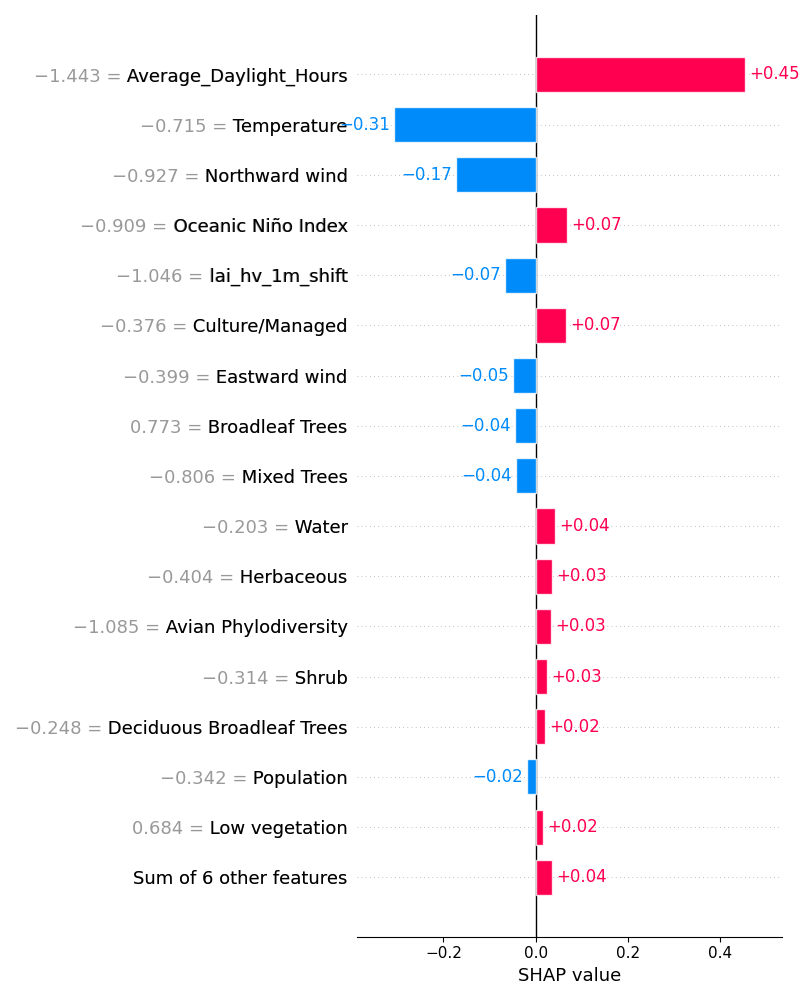 −1.443 = Average_Daylight_Hours +0.45
−0.715 = Temperature −0.31
−0.927 = Northward wind −0.17
−0.909 = Oceanic Niño Index +0.07
−1.046 = lai_hv_1m_shift −0.07
−0.376 = Culture/Managed +0.07
−0.399 = Eastward wind −0.05
0.773 = Broadleaf Trees −0.04
−0.806 = Mixed Trees −0.04
−0.203 = Water +0.04
−0.404 = Herbaceous +0.03
−1.085 = Avian Phylodiversity +0.03
−0.314 = Shrub +0.03
−0.248 = Deciduous Broadleaf Trees +0.02
−0.342 = Population −0.02
0.684 = Low vegetation +0.02
Sum of 6 other features +0.04
−0.2 0.0 0.2 0.4
SHAP value